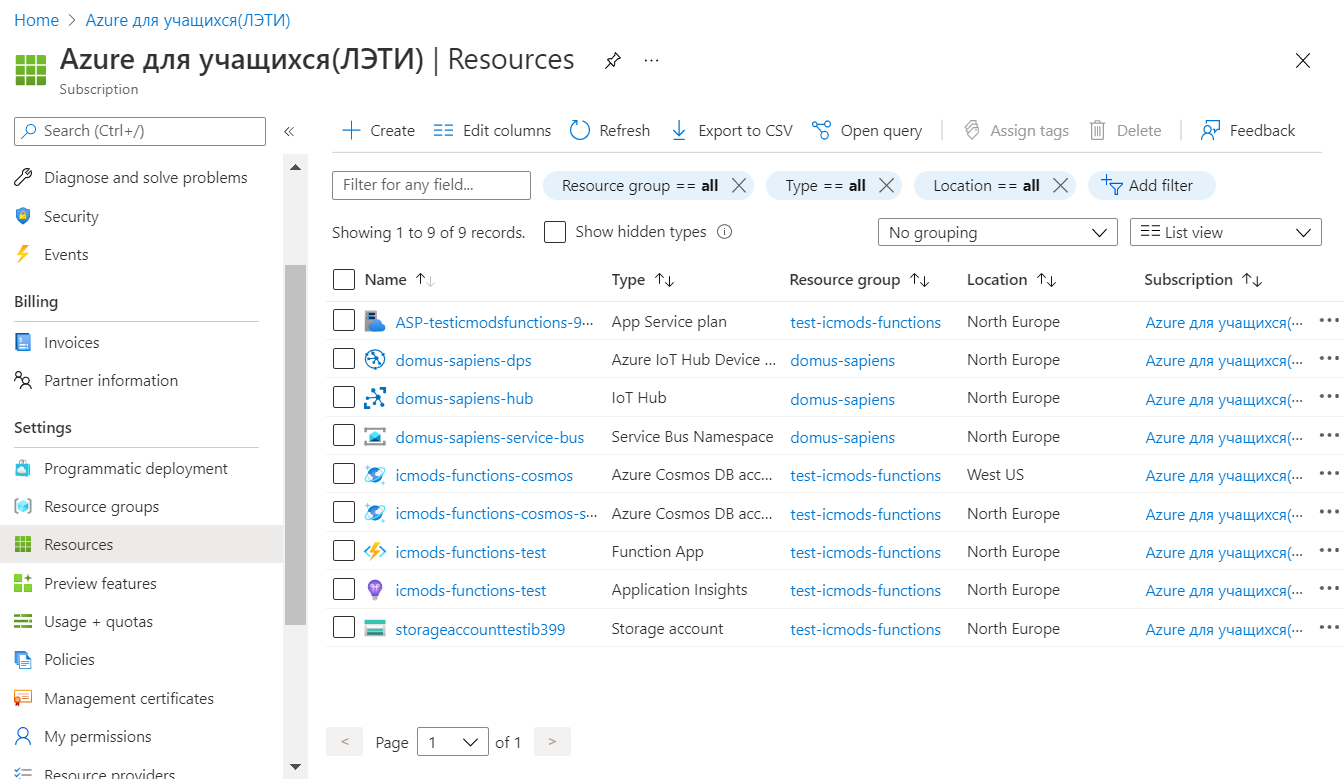 Home > Azure для учащихся(ЛЭТИ)
Azure для учащихся(ЛЭТИ) | Resources ...
Subscription
Search (Ctrl+/)
«
Diagnose and solve problems
Security
Events
Billing
Invoices
Partner information
Settings
Programmatic deployment
Resource groups
Resources
Preview features
Usage + quotas
Policies
Management certificates
My permissions
Resource providers
Create Edit columns Refresh Export to CSV Open query Assign tags Delete Feedback
Filter for any field... Resource group == all Type == all Location == all Add filter
Showing 1 to 9 of 9 records. Show hidden types No grouping List view
Name Type Resource group Location Subscription
ASP-testicmodsfunctions-9... App Service plan test-icmods-functions North Europe Azure для учащихся(... ...
domus-sapiens-dps Azure IoT Hub Device ... domus-sapiens North Europe Azure для учащихся(... ...
domus-sapiens-hub IoT Hub domus-sapiens North Europe Azure для учащихся(... ...
domus-sapiens-service-bus Service Bus Namespace domus-sapiens North Europe Azure для учащихся(... ...
icmods-functions-cosmos Azure Cosmos DB acc... test-icmods-functions West US Azure для учащихся(... ...
icmods-functions-cosmos-s... Azure Cosmos DB acc... test-icmods-functions North Europe Azure для учащихся(... ...
icmods-functions-test Function App test-icmods-functions North Europe Azure для учащихся(... ...
icmods-functions-test Application Insights test-icmods-functions North Europe Azure для учащихся(... ...
storageaccounttestib399 Storage account test-icmods-functions North Europe Azure для учащихся(... ...
< Page 1 of 1 >